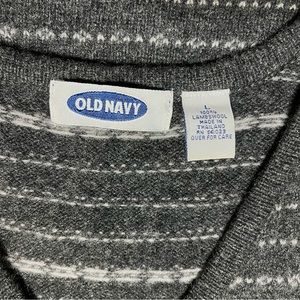 OLD NAVY
L
100%
LAMBSWOOL
MADE IN
THAILAND
RN 54023
OVER FOR CARE